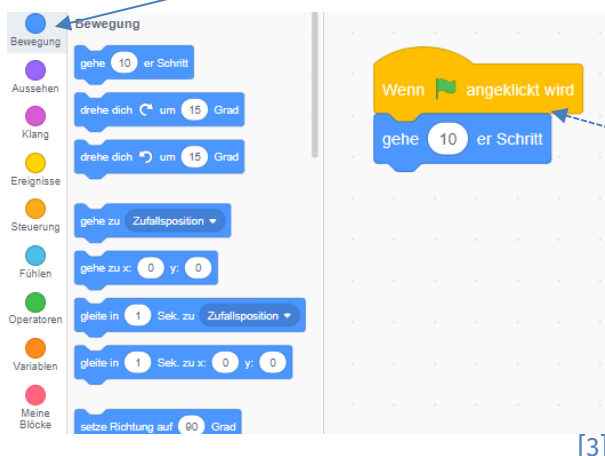 Bewegung
Bewegung
Aussehen
Klang
Ereignisse
Steuerung
Fühlen
Operatoren
Variablen
Meine
Blöcke
gehe 10 er Schritt
drehe dich um 15 Grad
drehe dich um 15 Grad
gehe zu Zufallsposition
gehe zu x: 0 y: 0
gleite in 1 Sek. zu Zufallsposition
gleite in 1 Sek. zu x: 0 y: 0
setze Richtung auf 90 Grad
Wenn angeklickt wird
gehe 10 er Schritt
[3]